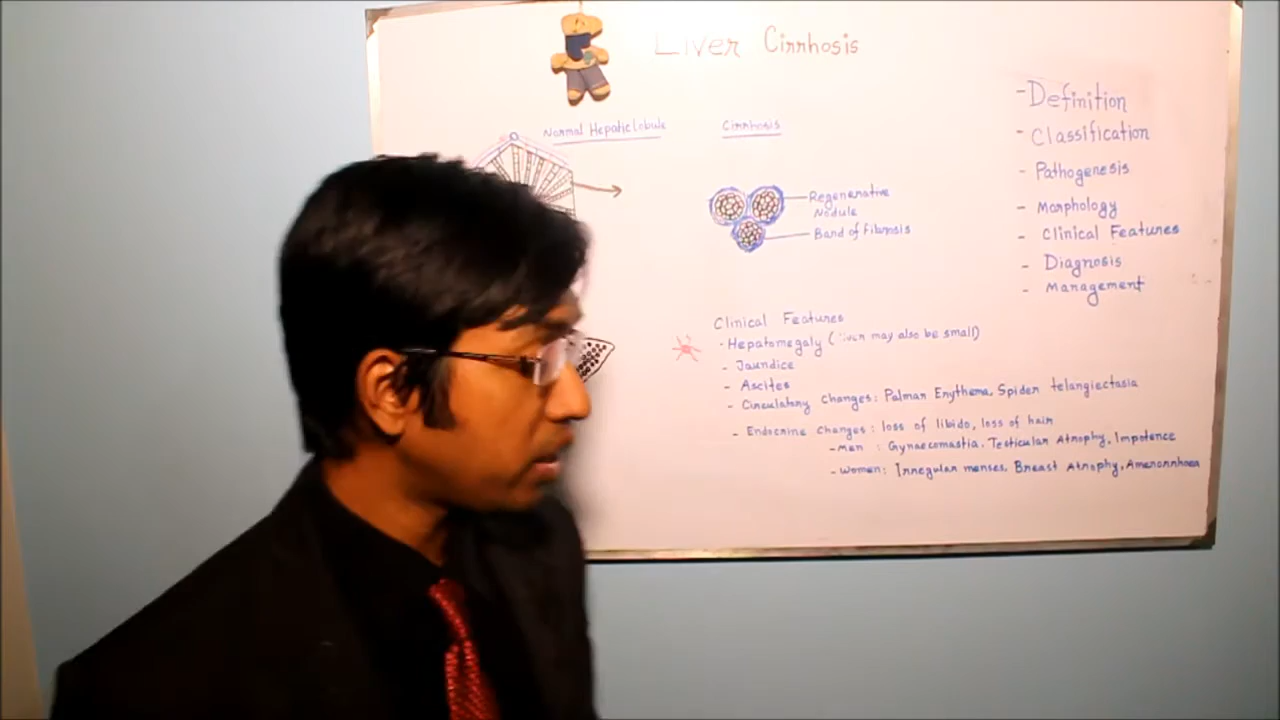 Liver Cirrhosis
Normal Hepatic lobule
Cirrhosis
Regenerative
Nodule
Band of fibrosis
- Definition
- Classification
- Pathogenesis
- Morphology
- Clinical Features
- Diagnosis
- Management
Clinical Features
- Hepatomegaly (liver may also be small)
- Jaundice
- Ascites
- Circulatory changes: Palmar Erythema, Spider telangiectasia
- Endocrine changes: loss of libido, loss of hair
- Men : Gynaecomastia, Testicular Atrophy, Impotence
- Women: Irregular menses, Breast Atrophy, Amenorrhoea